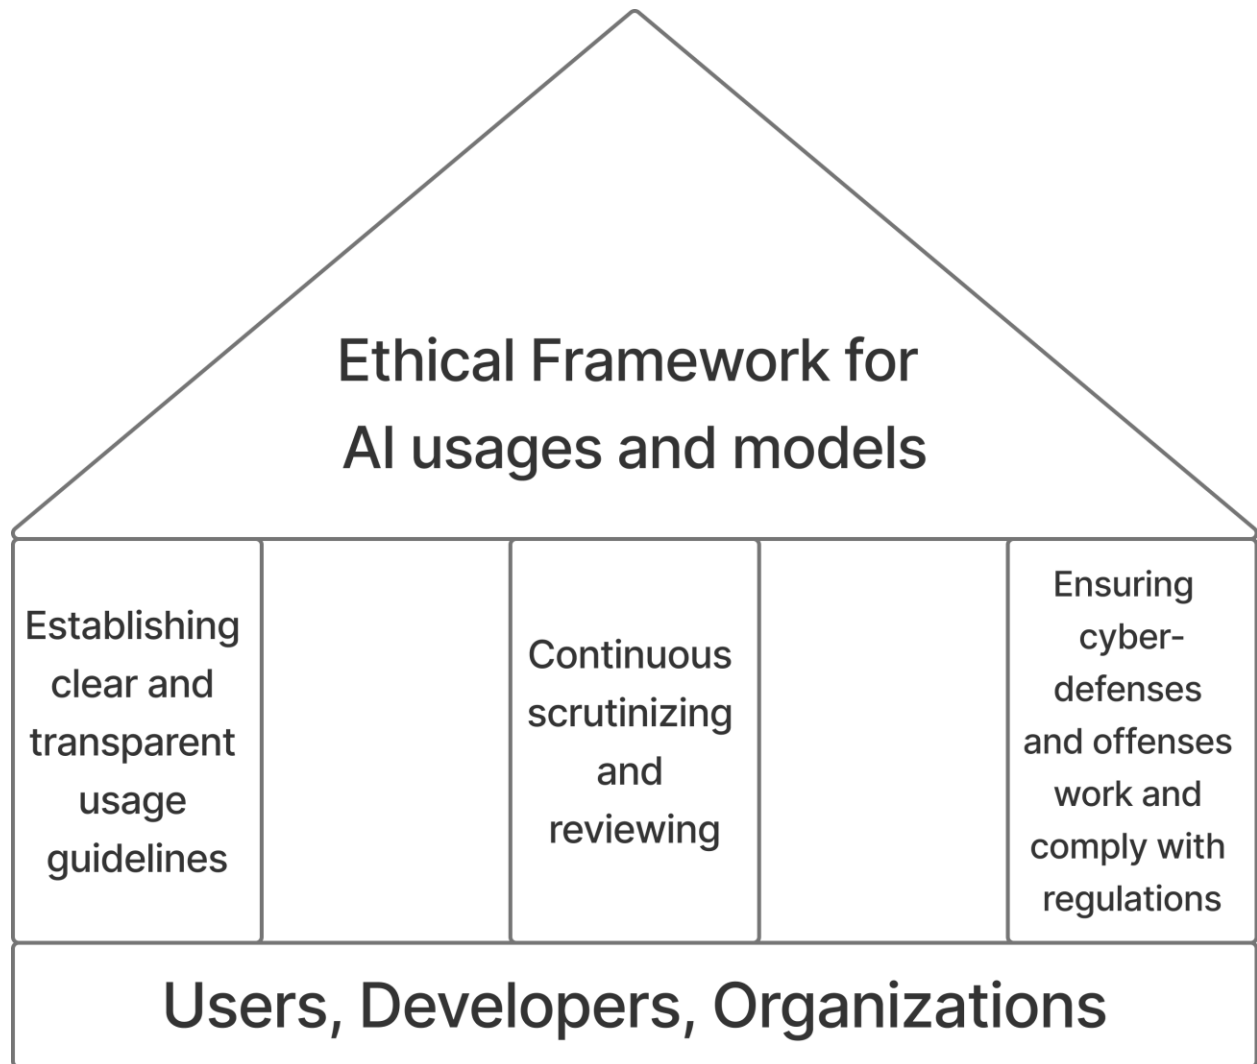 Ethical Framework for
AI usages and models
Establishing
clear and
transparent
usage
guidelines
Continuous
scrutinizing
and
reviewing
Ensuring
cyber-
defenses
and offenses
work and
comply with
regulations
Users, Developers, Organizations